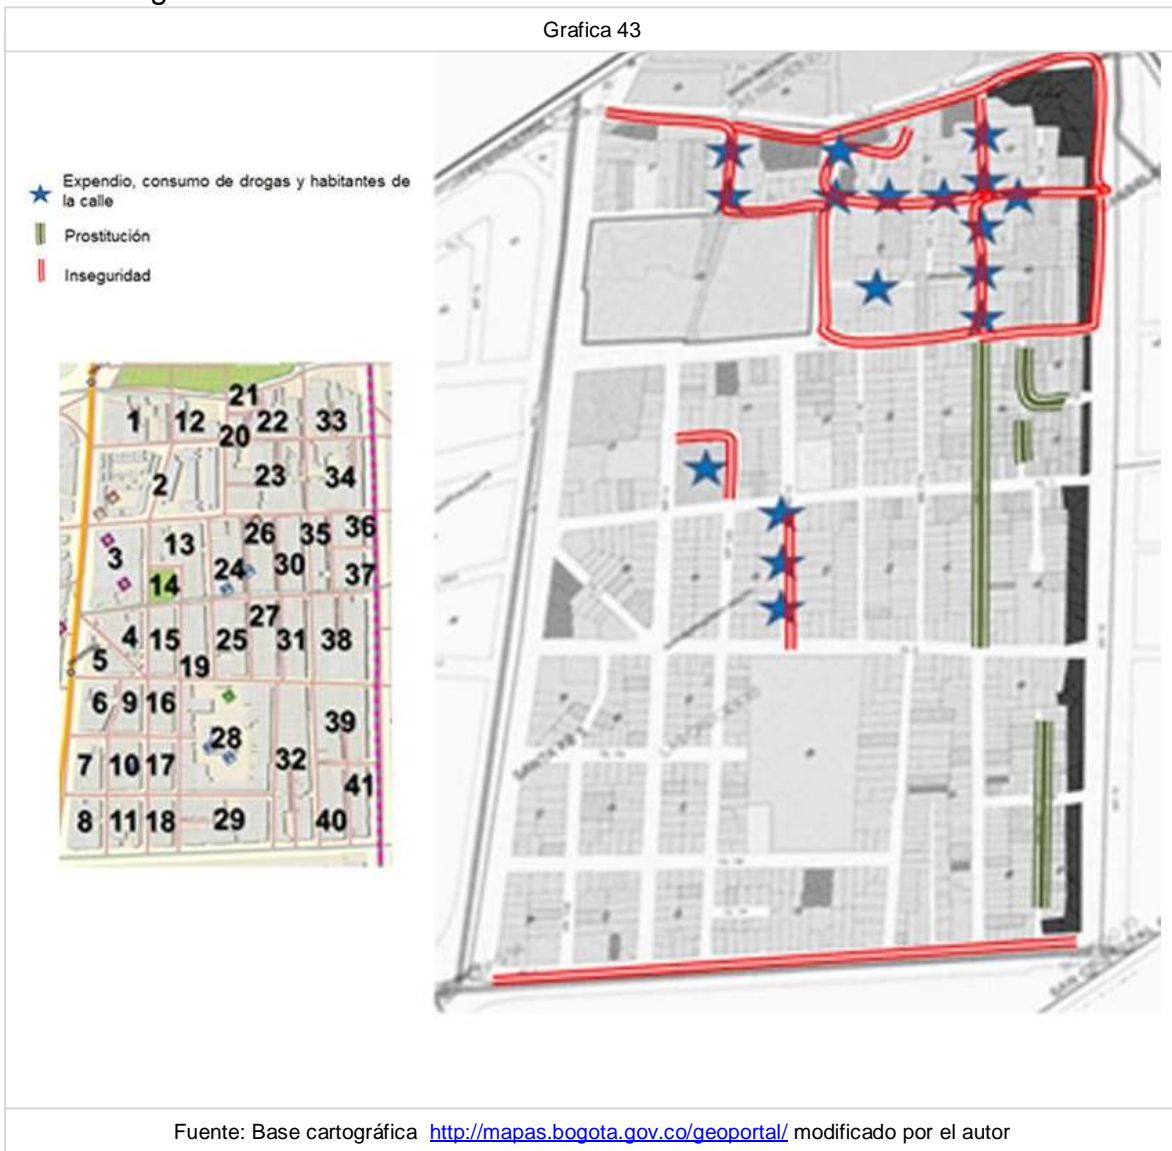 Grafica 43
Expendio, consumo de drogas y habitantes de
la calle
Prostitución
Inseguridad
21
1 12 22 33
20
2 23 34
26 35 36
3 13 24 30
14 37
27
4 15 25 31 38
5 19
6 9 16
28 39
7 10 17 32
41
8 11 18 29 40
Fuente: Base cartográfica http://mapas.bogota.gov.co/geoportal/ modificado por el autor